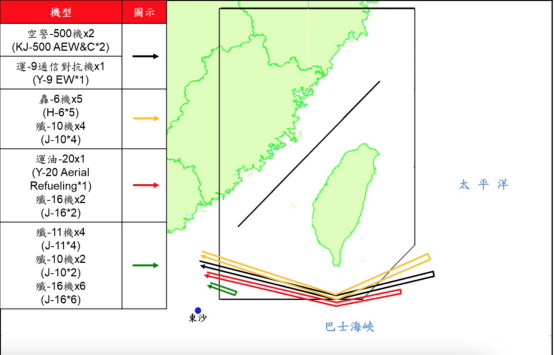 機型
圖示
空警-500機x2
(KJ-500 AEW&C*2)
運-9通信對抗機x1
(Y-9 EW*1)
轟-6機x5
(H-6*5)
殲-10機x4
(J-10*4)
運油-20x1
(Y-20 Aerial
Refueling*1)
殲-16機x2
(J-16*2)
殲-11機x4
(J-11*4)
殲-10機x2
(J-10*2)
殲-16機x6
(J-16*6)
太平洋
東沙
巴士海峽